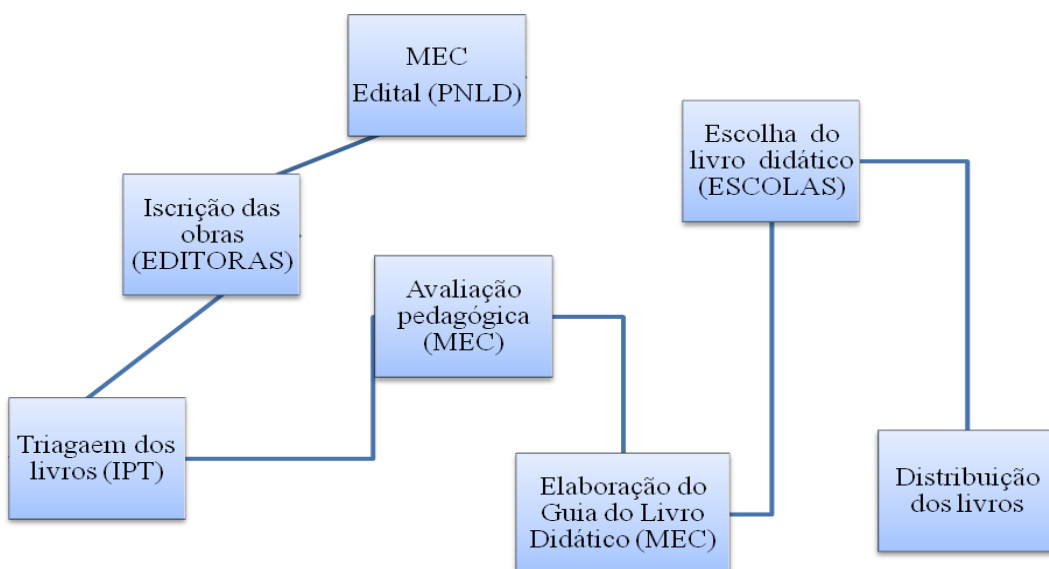 MEC
Edital (PNLD)
Iscrição das
obras
(EDITORAS)
Triagaem dos
livros (IPT)
Avaliação
pedagógica
(MEC)
Elaboração do
Guia do Livro
Didático (MEC)
Escolha do
livro didático
(ESCOLAS)
Distribuição
dos livros